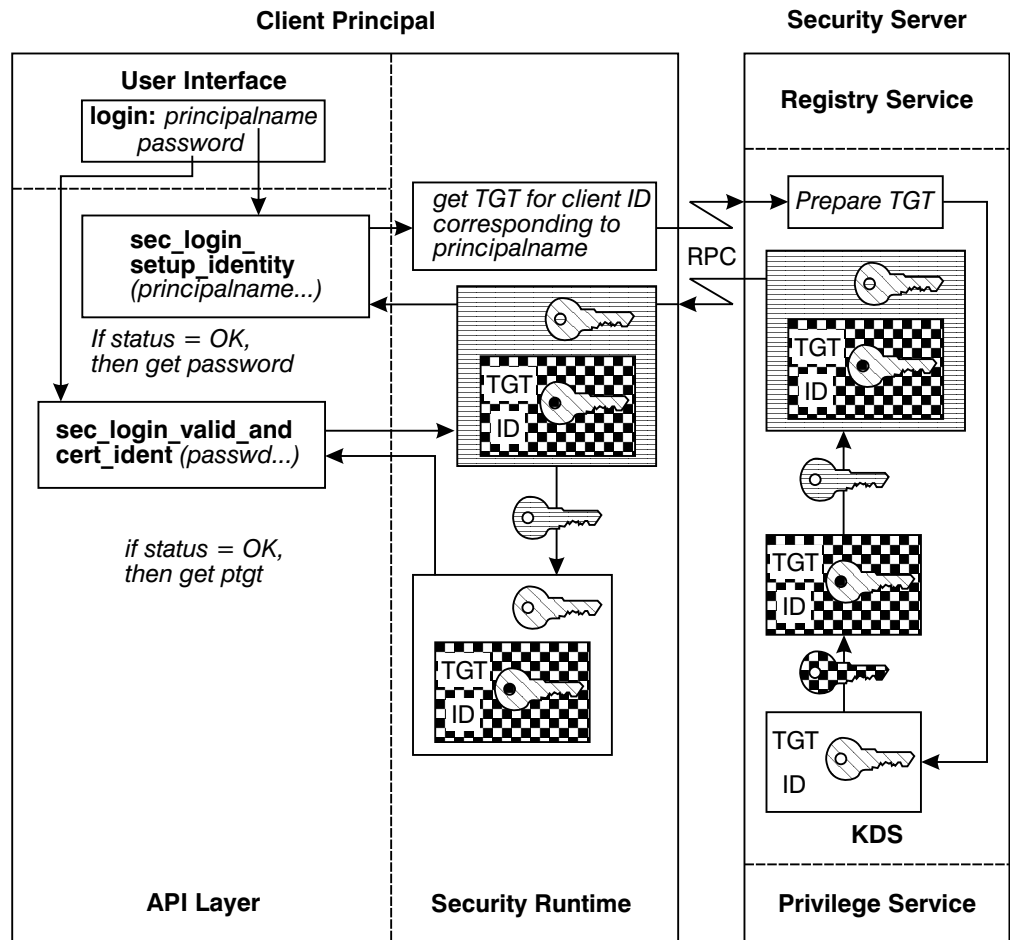 Client Principal
Security Server
User Interface
login: principalname
password
Registry Service
get TGT for client ID
corresponding to
principalname
Prepare TGT
sec_login_
setup_identity
(principalname...)
RPC
If status = OK,
then get password
TGT
ID
TGT
ID
sec_login_valid_and
cert_ident (passwd...)
if status = OK,
then get ptgt
TGT
ID
TGT
ID
TGT
ID
KDS
API Layer
Security Runtime
Privilege Service